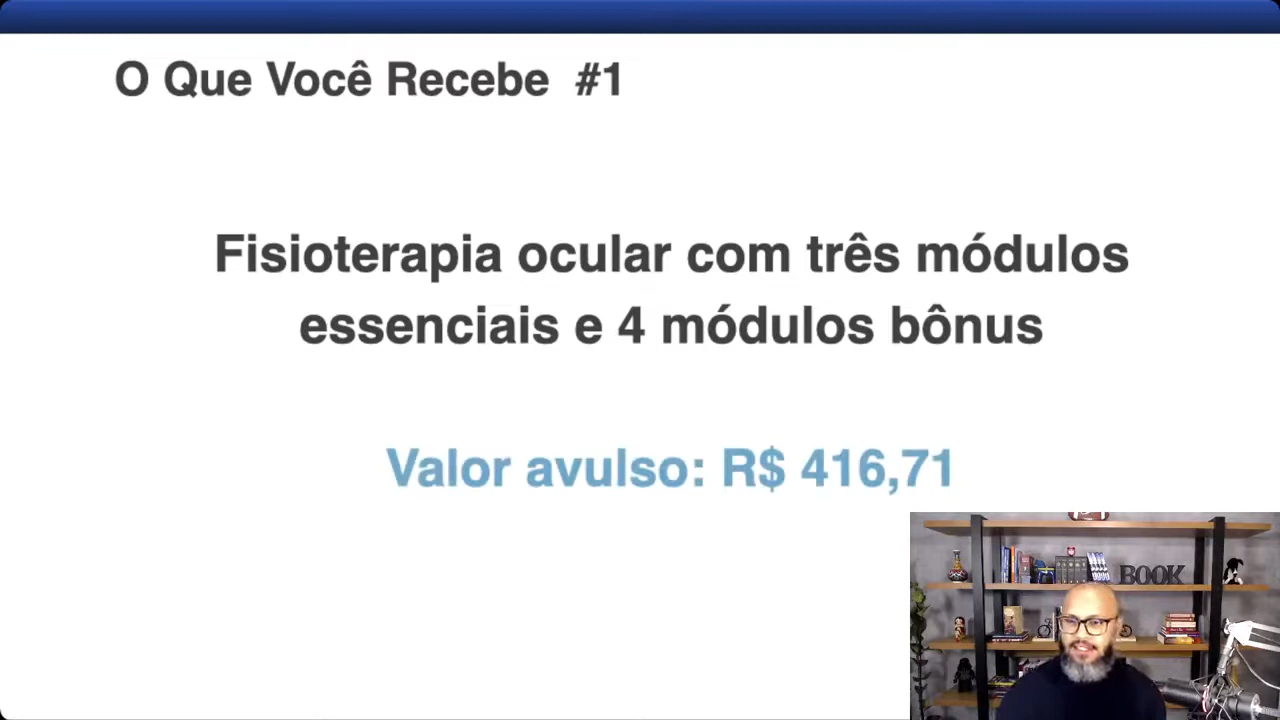 O Que Você Recebe #1
Fisioterapia ocular com três módulos
essenciais e 4 módulos bônus
Valor avulso: R$ 416,71
BOOK